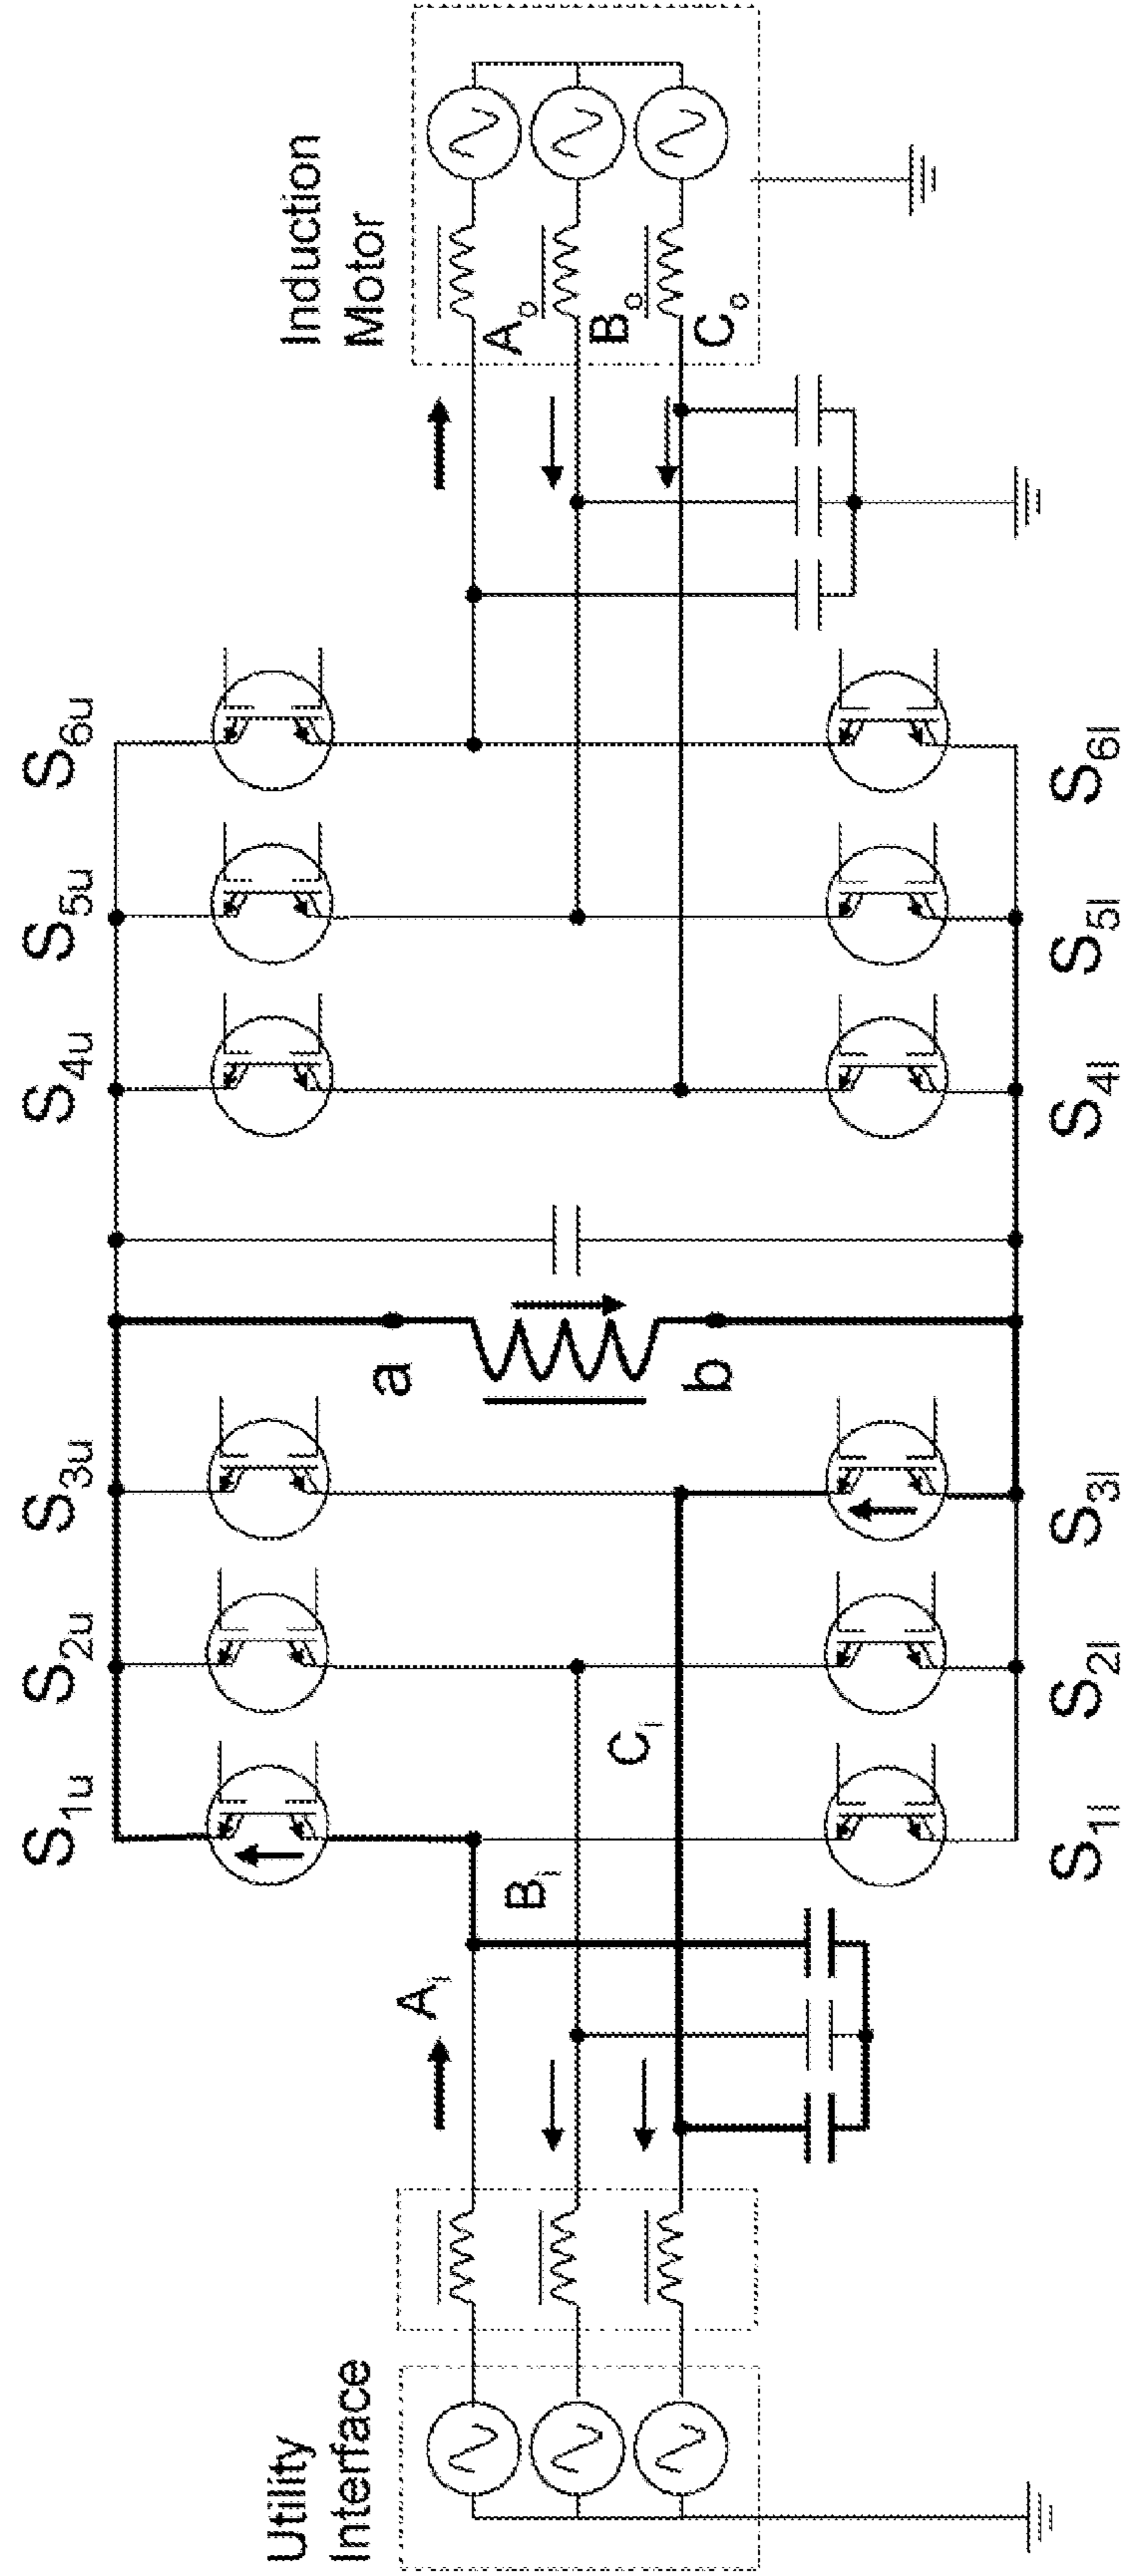 Utility
Interface
Induction
Motor
S1u
S2u
S3u
S4u
S5u
S6u
Ai
Bi
Ci
a
b
Ao
Bo
Co
S1l
S2l
S3l
S4l
S5l
S6l